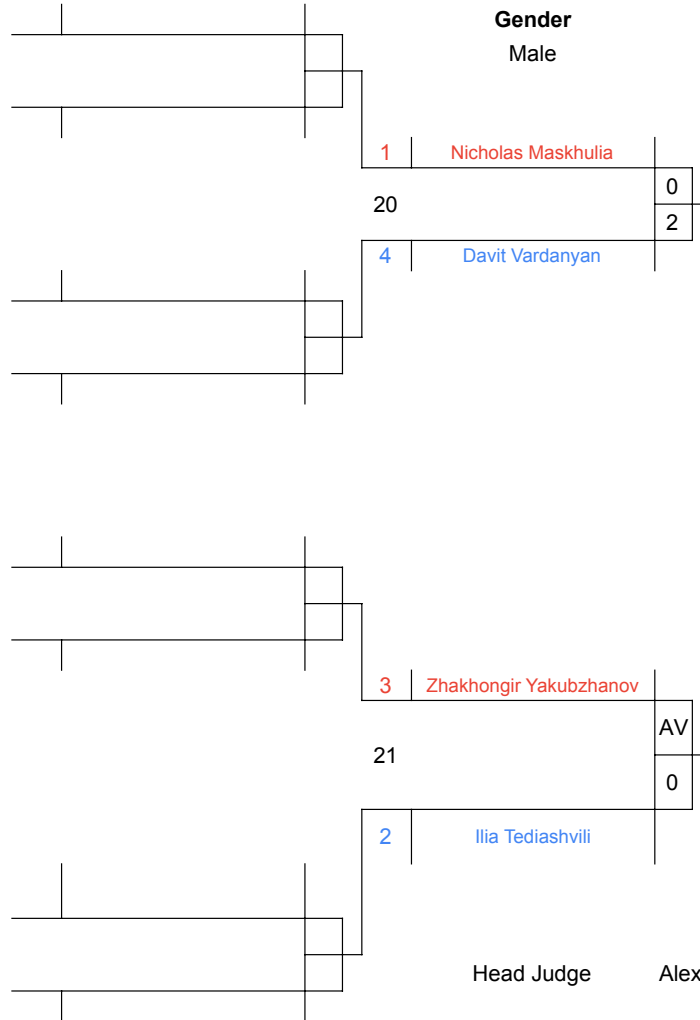 Gender
Male
1 Nicholas Maskhulia
0
20
2
4 Davit Vardanyan
3 Zhakhongir Yakubzhanov
AV
21
0
2 Ilia Tediashvili
Head Judge Alex